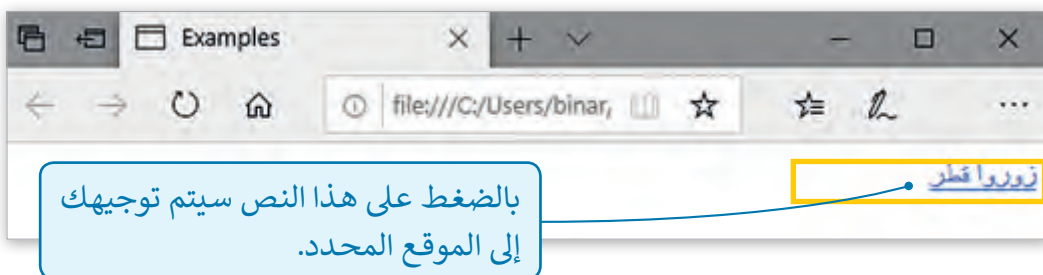 Examples
file:///C:/Users/binar,
زوروا قطر
بالضغط على هذا النص سيتم توجيهك
إلى الموقع المحدد.